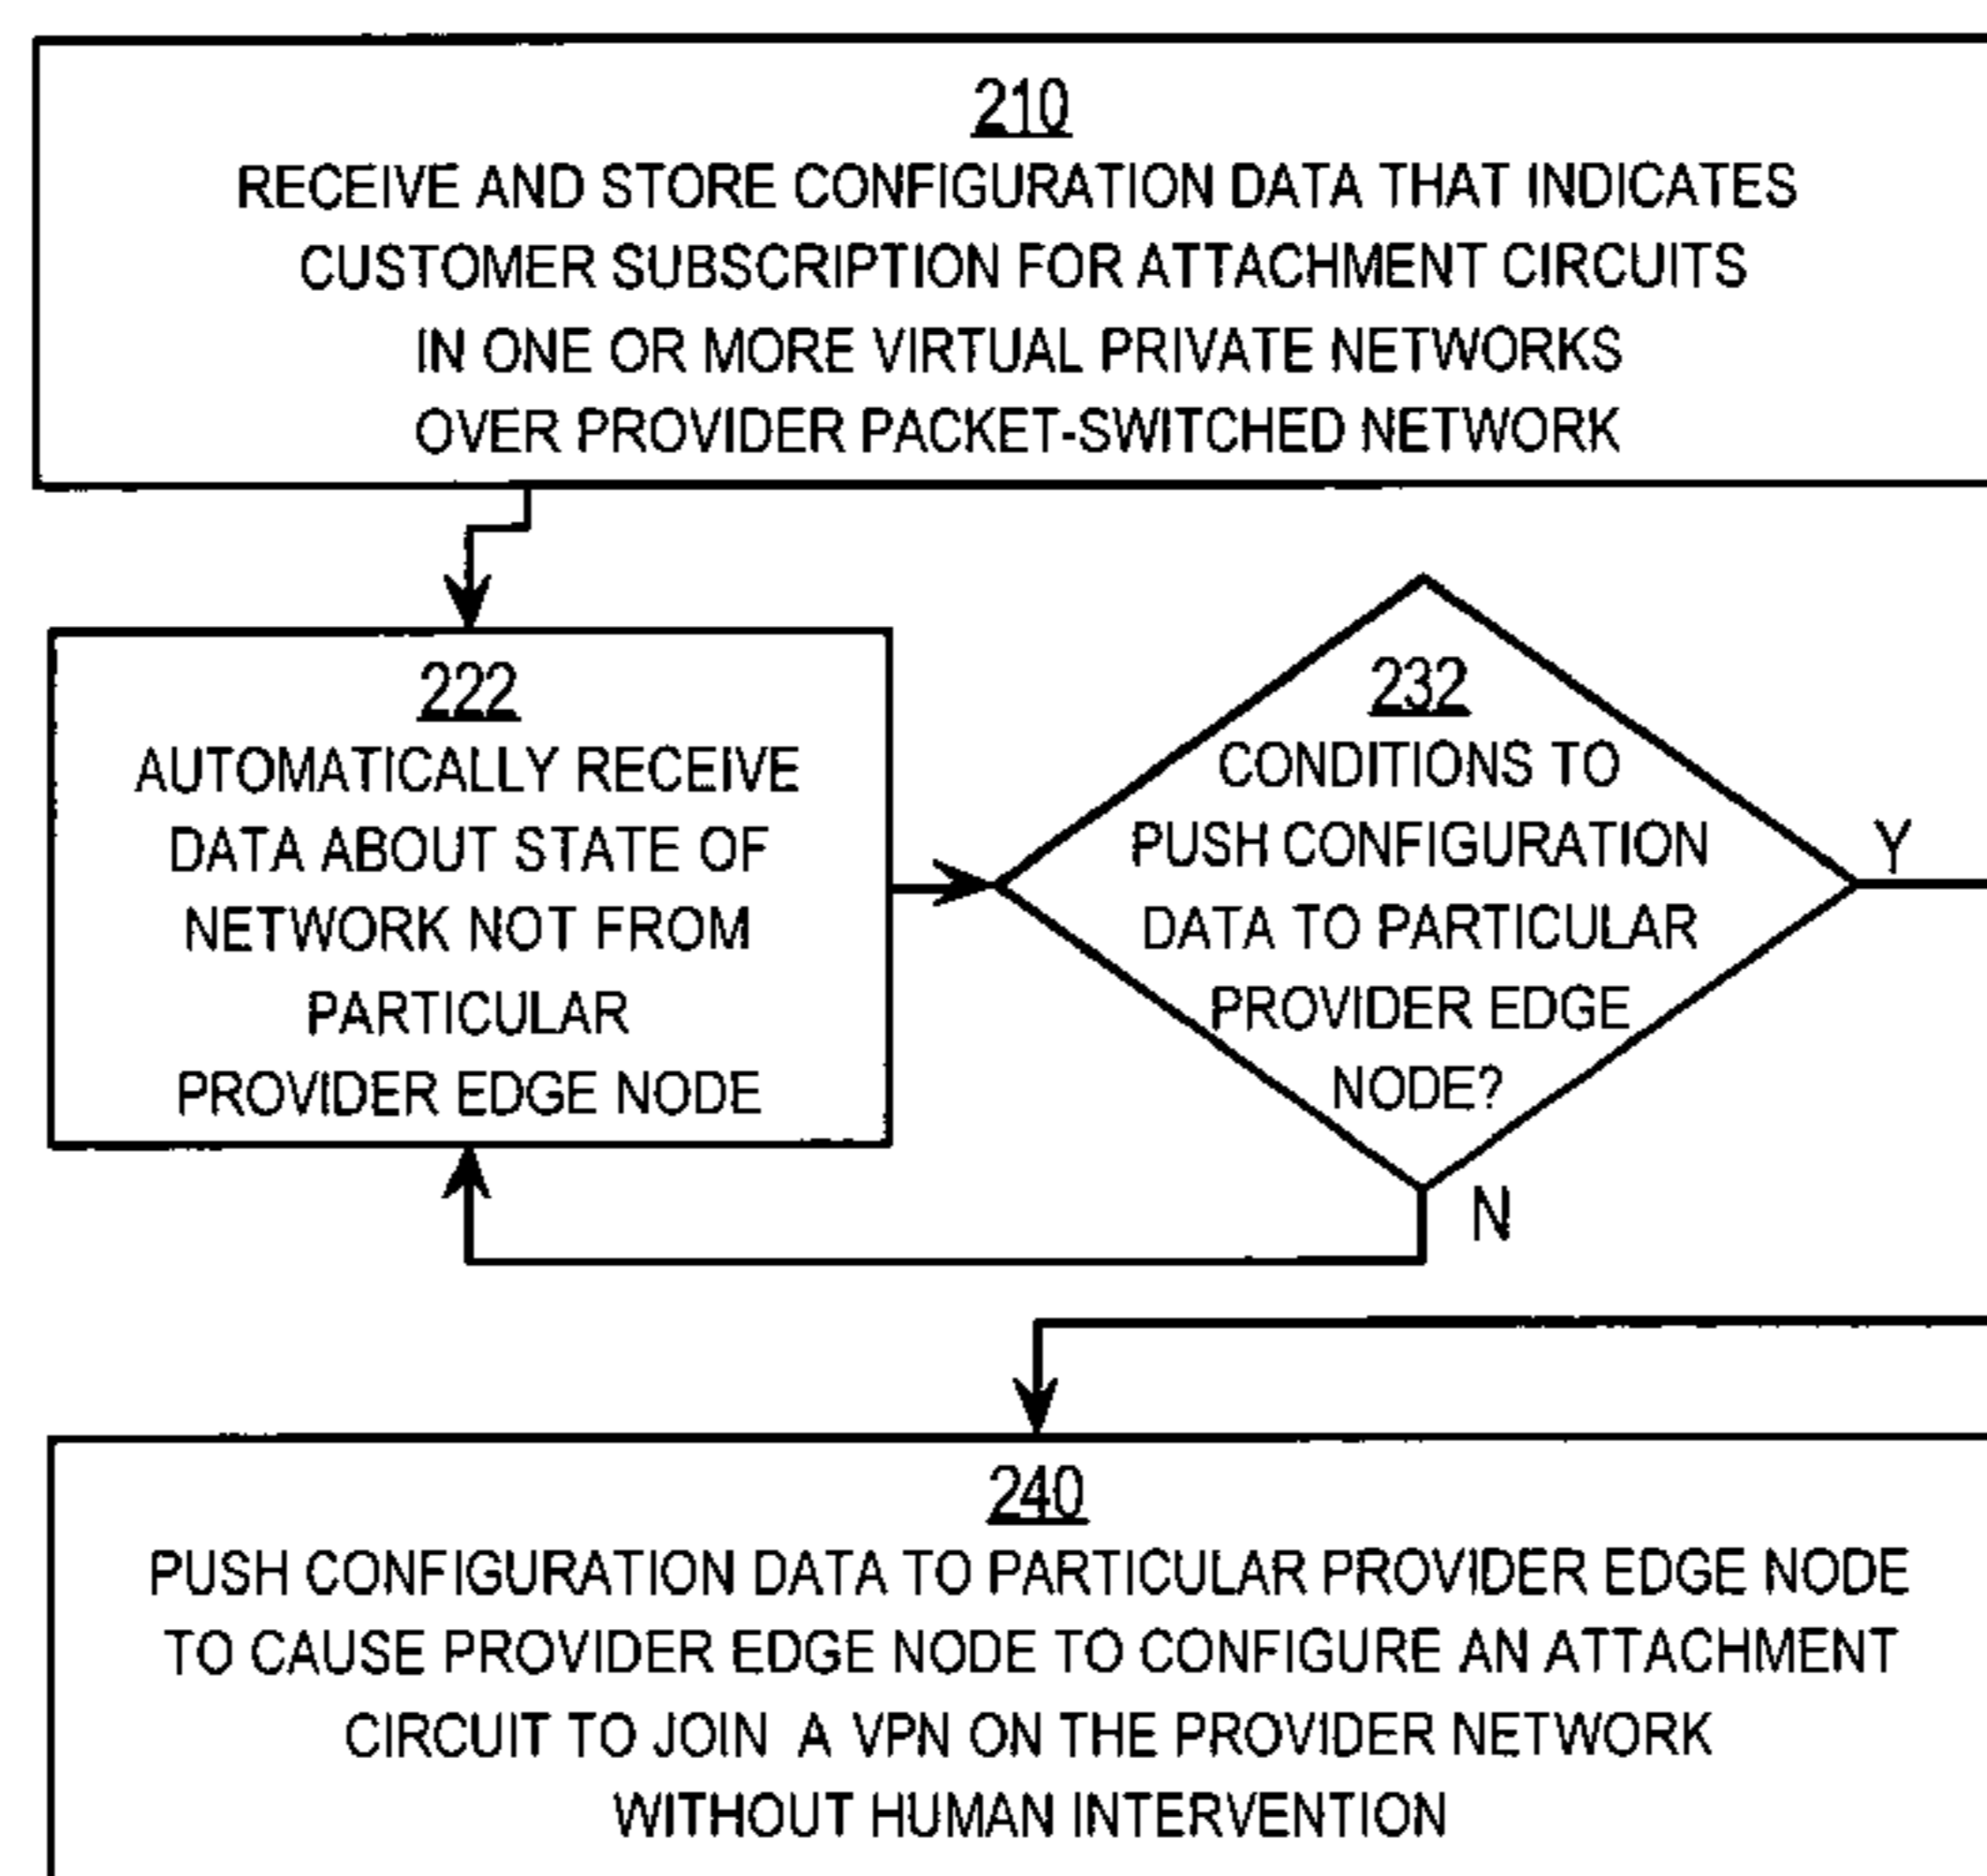 210
RECEIVE AND STORE CONFIGURATION DATA THAT INDICATES
CUSTOMER SUBSCRIPTION FOR ATTACHMENT CIRCUITS
IN ONE OR MORE VIRTUAL PRIVATE NETWORKS
OVER PROVIDER PACKET-SWITCHED NETWORK
222
AUTOMATICALLY RECEIVE
DATA ABOUT STATE OF
NETWORK NOT FROM
PARTICULAR
PROVIDER EDGE NODE
232
CONDITIONS TO
PUSH CONFIGURATION
DATA TO PARTICULAR
PROVIDER EDGE
NODE?
Y
N
240
PUSH CONFIGURATION DATA TO PARTICULAR PROVIDER EDGE NODE
TO CAUSE PROVIDER EDGE NODE TO CONFIGURE AN ATTACHMENT
CIRCUIT TO JOIN A VPN ON THE PROVIDER NETWORK
WITHOUT HUMAN INTERVENTION